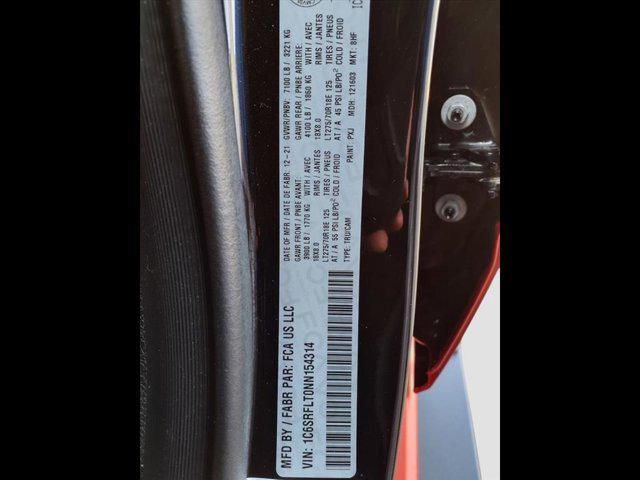 MFD BY / FABR PAR: FCA US LLC
DATE OF MFR / DATE DE FABR: 12-21
GVWR/PNBV: 7100 LB / 3221 KG
GAWR FRONT / PNBE AVANT:
GAWR REAR / PNBE ARRIERE:
3900 LB / 1770 KG WITH / AVEC
4100 LB / 1860 KG WITH / AVEC
18X8.0 RIMS / JANTES
18X8.0 RIMS / JANTES
LT275/70R18E 125 TIRES / PNEUS
LT275/70R18E 125 TIRES / PNEUS
AT / A 55 PSI LB/PO² COLD / FROID
AT / A 45 PSI LB/PO² COLD / FROID
VIN: 1C6SRFLT0NN154314
TYPE: TRU/CAM
PAINT: PXJ
MDH: 121603
MKT: BHF